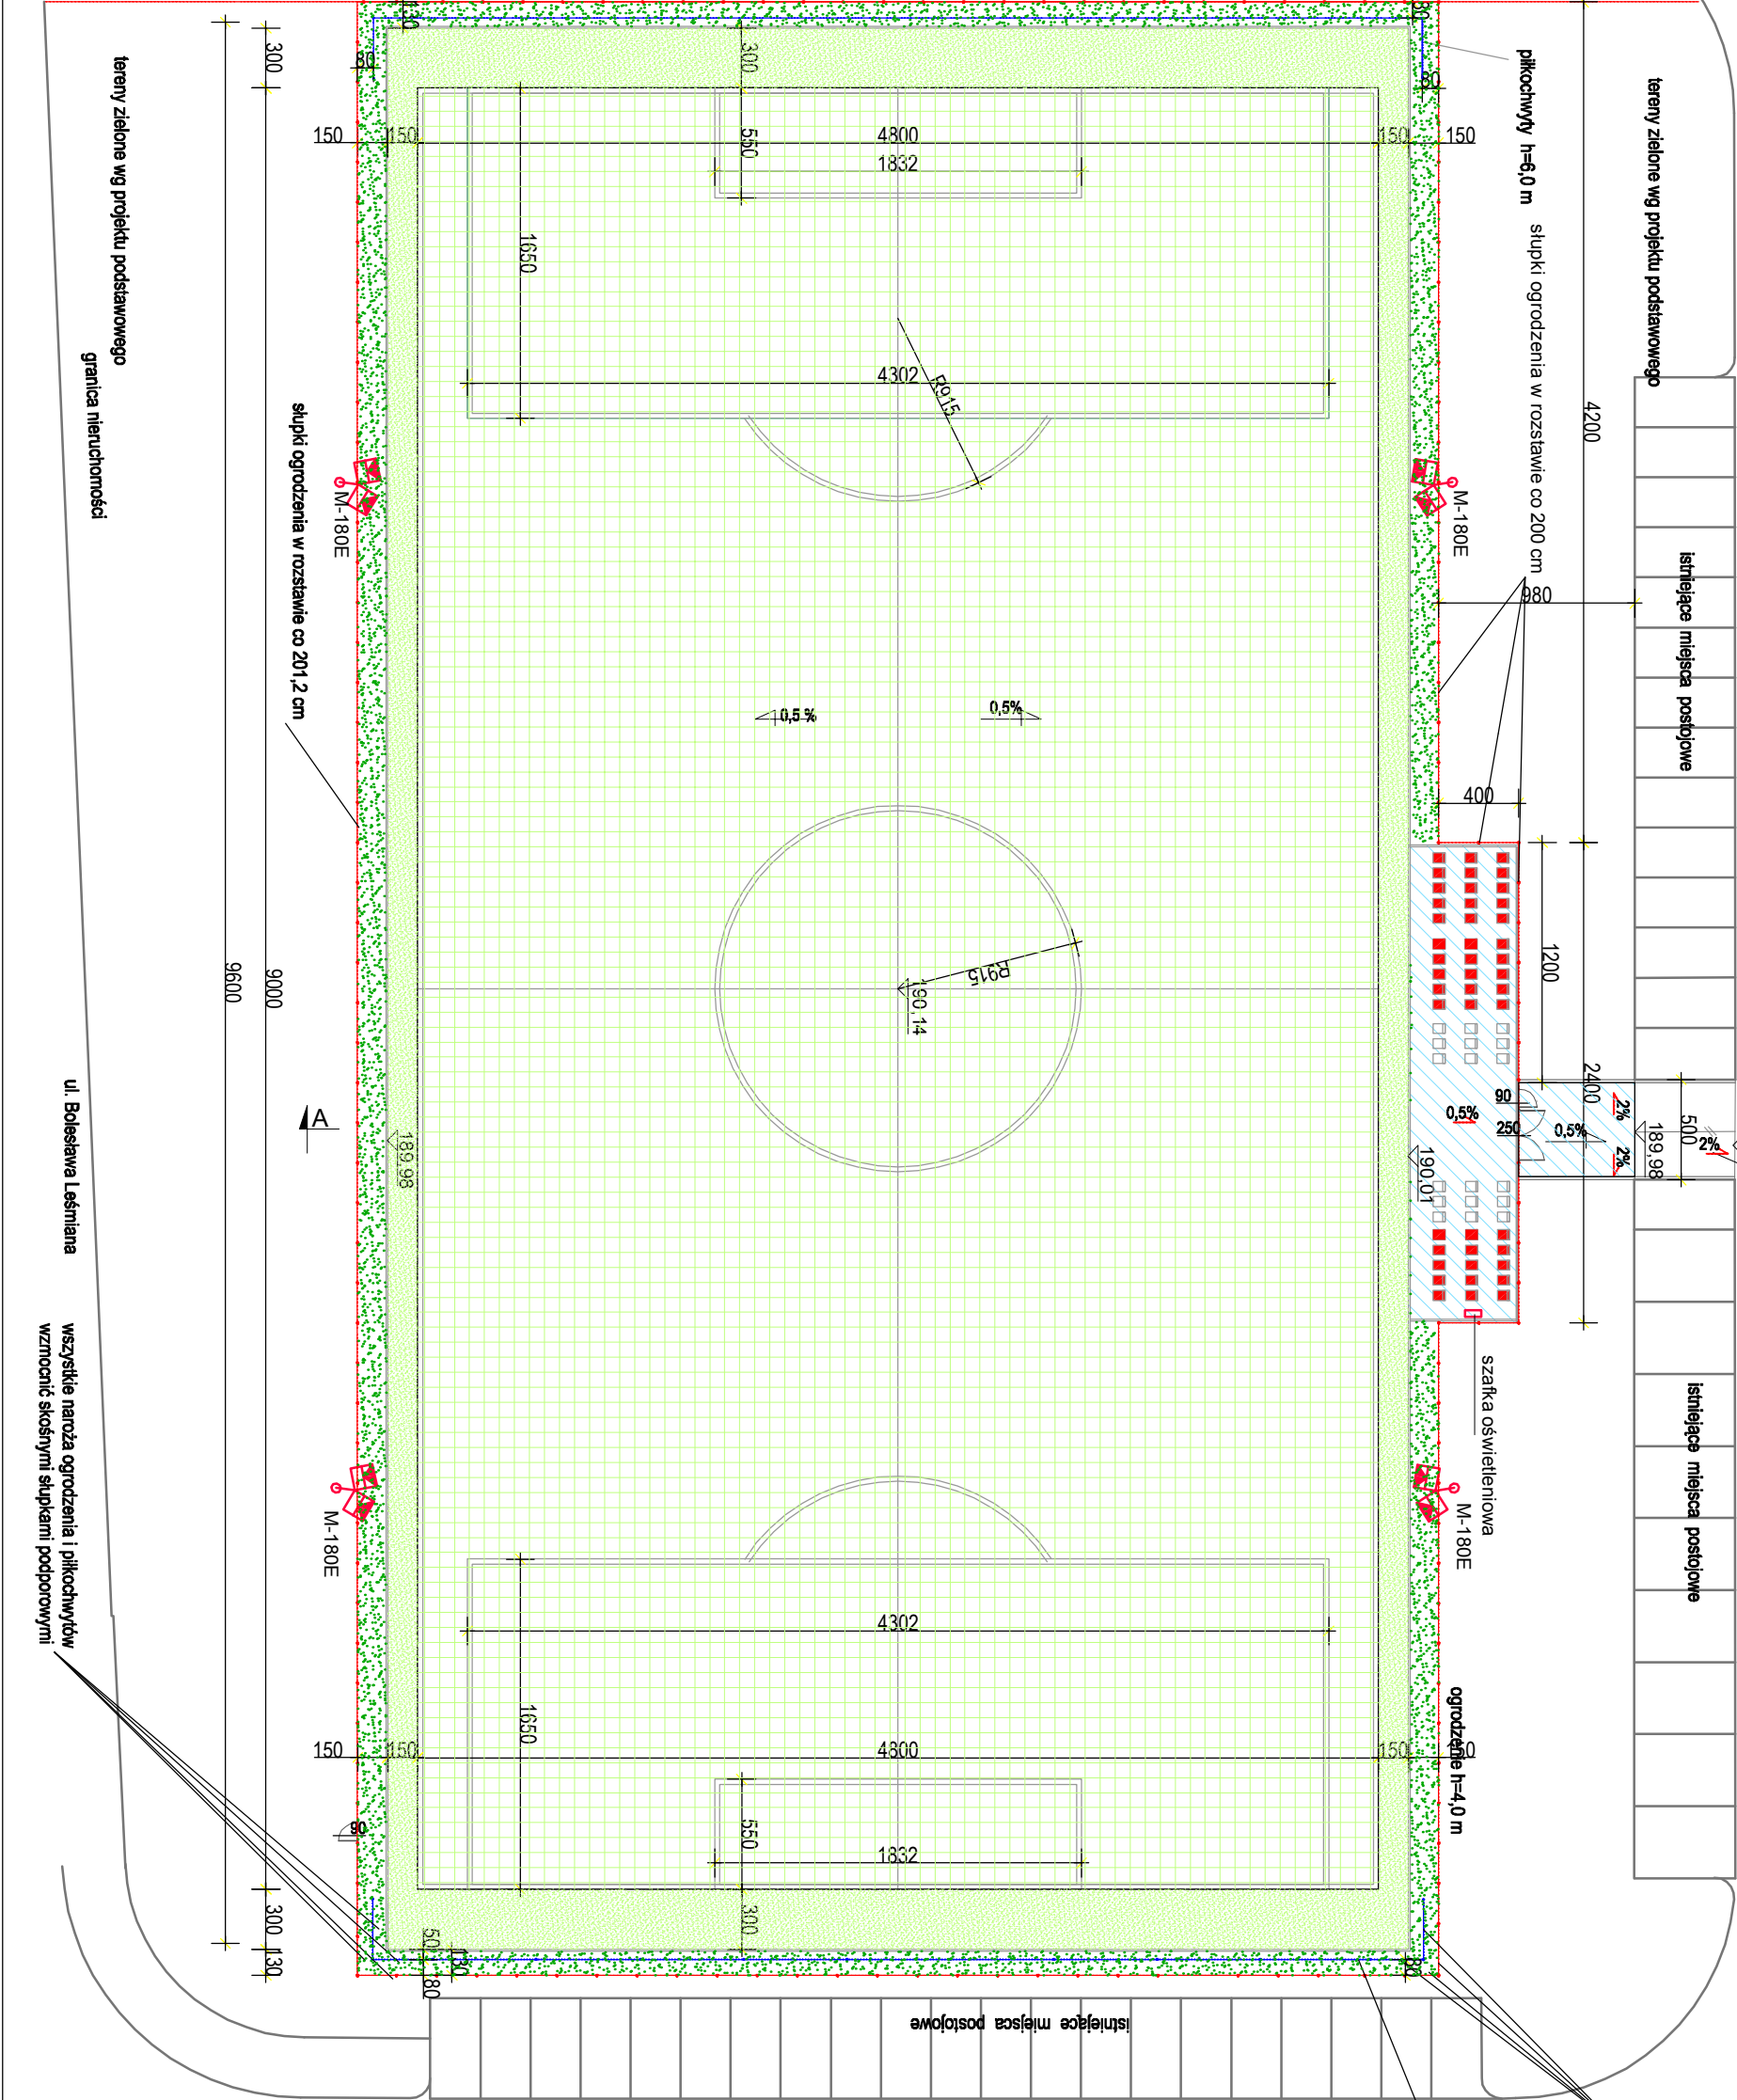 130
80
300
80
300
80
piłkochwyty h=6,0 m
tereny zielone wg projektu podstawowego
tereny zielone wg projektu podstawowego
150
150
4800
550
1832
150
150
słupki ogrodzenia w rozstawie co 200 cm
1650
4302
R915
4200
granica nieruchomości
słupki ogrodzenia w rozstawie co 201,2 cm
M-180E
M-180E
980
istniejące miejsca postojowe
0,5 %
0,5%
400
1200
9600
9000
R915
190,14
2400
90
250
0,5%
0,5%
2%
2%
500
2%
189,98
190,01
A
189,98
ul. Bolesława Leśmiana
wszystkie naroża ogrodzenia i piłkochwytów
wzmocnić skośnymi słupkami podporowymi
szafka oświetleniowa
M-180E
M-180E
istniejące miejsca postojowe
4302
1650
ogrodzenie h=4,0 m
150
150
4800
150
150
90
550
1832
300
300
130
50
130
80
80
istniejące miejsca postojowe